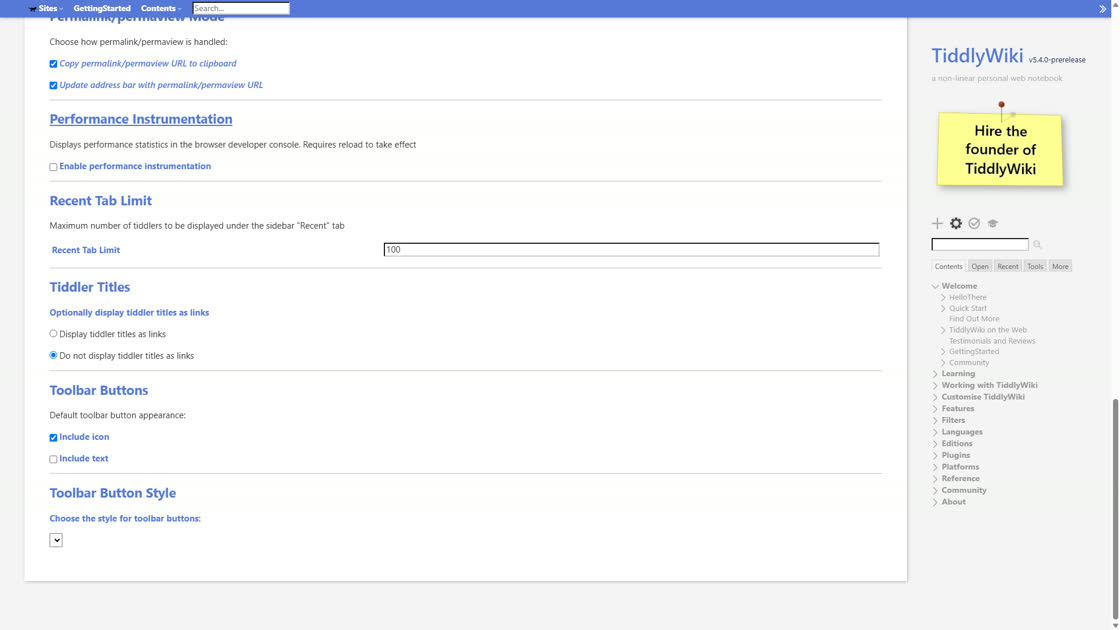 Sites
GettingStarted
Contents
Search...
Permalink/permaview Mode
Choose how permalink/permaview is handled:
Copy permalink/permaview URL to clipboard
Update address bar with permalink/permaview URL
Performance Instrumentation
Displays performance statistics in the browser developer console. Requires reload to take effect
Enable performance instrumentation
Recent Tab Limit
Maximum number of tiddlers to be displayed under the sidebar "Recent" tab
Recent Tab Limit
100
Tiddler Titles
Optionally display tiddler titles as links
Display tiddler titles as links
Do not display tiddler titles as links
Toolbar Buttons
Default toolbar button appearance:
Include icon
Include text
Toolbar Button Style
Choose the style for toolbar buttons:
TiddlyWiki v5.4.0-prerelease
a non-linear personal web notebook
Hire the
founder of
TiddlyWiki
Contents
Open
Recent
Tools
More
Welcome
HelloThere
Quick Start
Find Out More
TiddlyWiki on the Web
Testimonials and Reviews
GettingStarted
Community
Learning
Working with TiddlyWiki
Customise TiddlyWiki
Features
Filters
Languages
Editions
Plugins
Platforms
Reference
Community
About